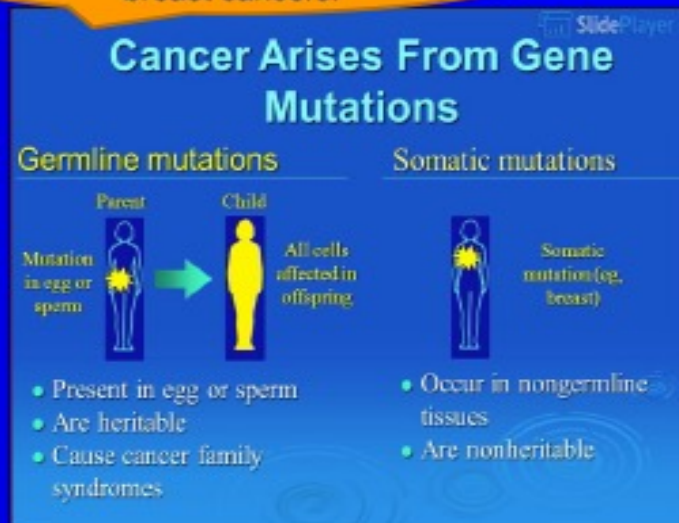 breast cancers.
SlidePlayer
Cancer Arises From Gene
Mutations
Germline mutations
Parent
Child
Mutation
in egg or
sperm
All cells
affected in
offspring
• Present in egg or sperm
• Are heritable
• Cause cancer family
syndromes
Somatic mutations
Somatic
mutation (eg,
breast)
• Occur in nongermline
tissues
• Are nonheritable